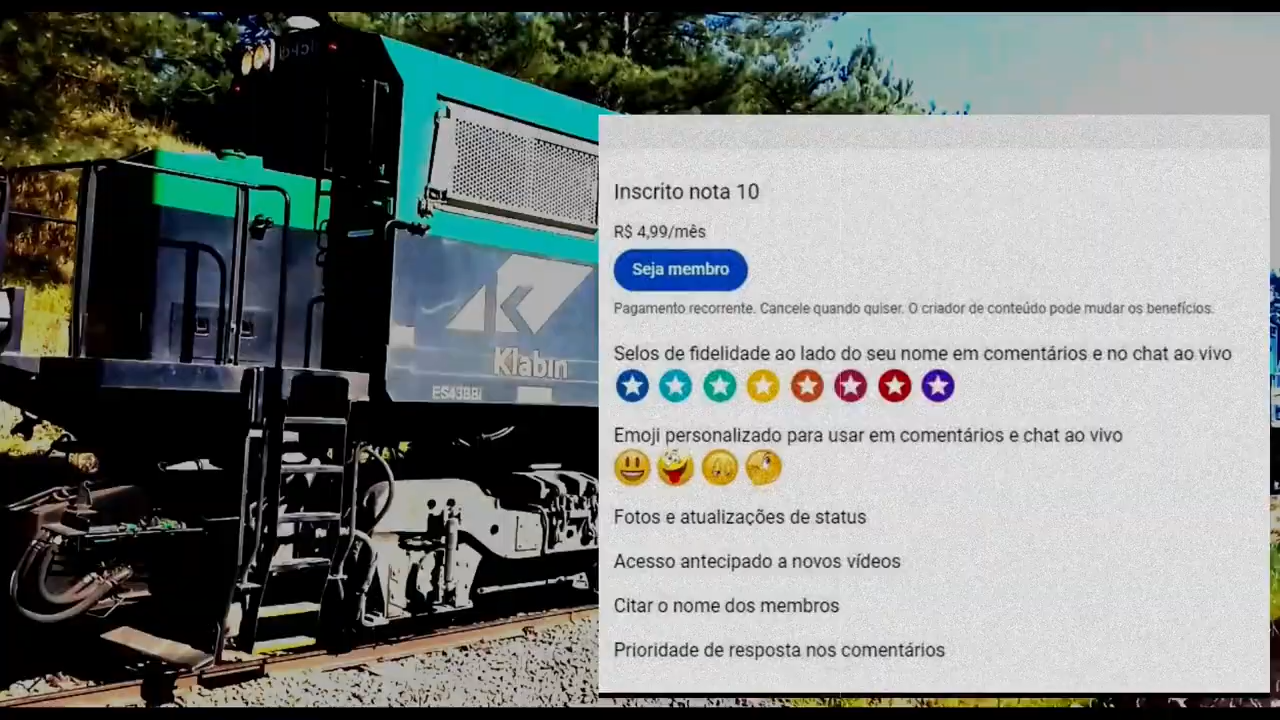 Klabin
ES43BBi
Inscrito nota 10
R$ 4,99/mês
Seja membro
Pagamento recorrente. Cancele quando quiser. O criador de conteúdo pode mudar os benefícios.
Selos de fidelidade ao lado do seu nome em comentários e no chat ao vivo
Emoji personalizado para usar em comentários e chat ao vivo
Fotos e atualizações de status
Acesso antecipado a novos vídeos
Citar o nome dos membros
Prioridade de resposta nos comentários